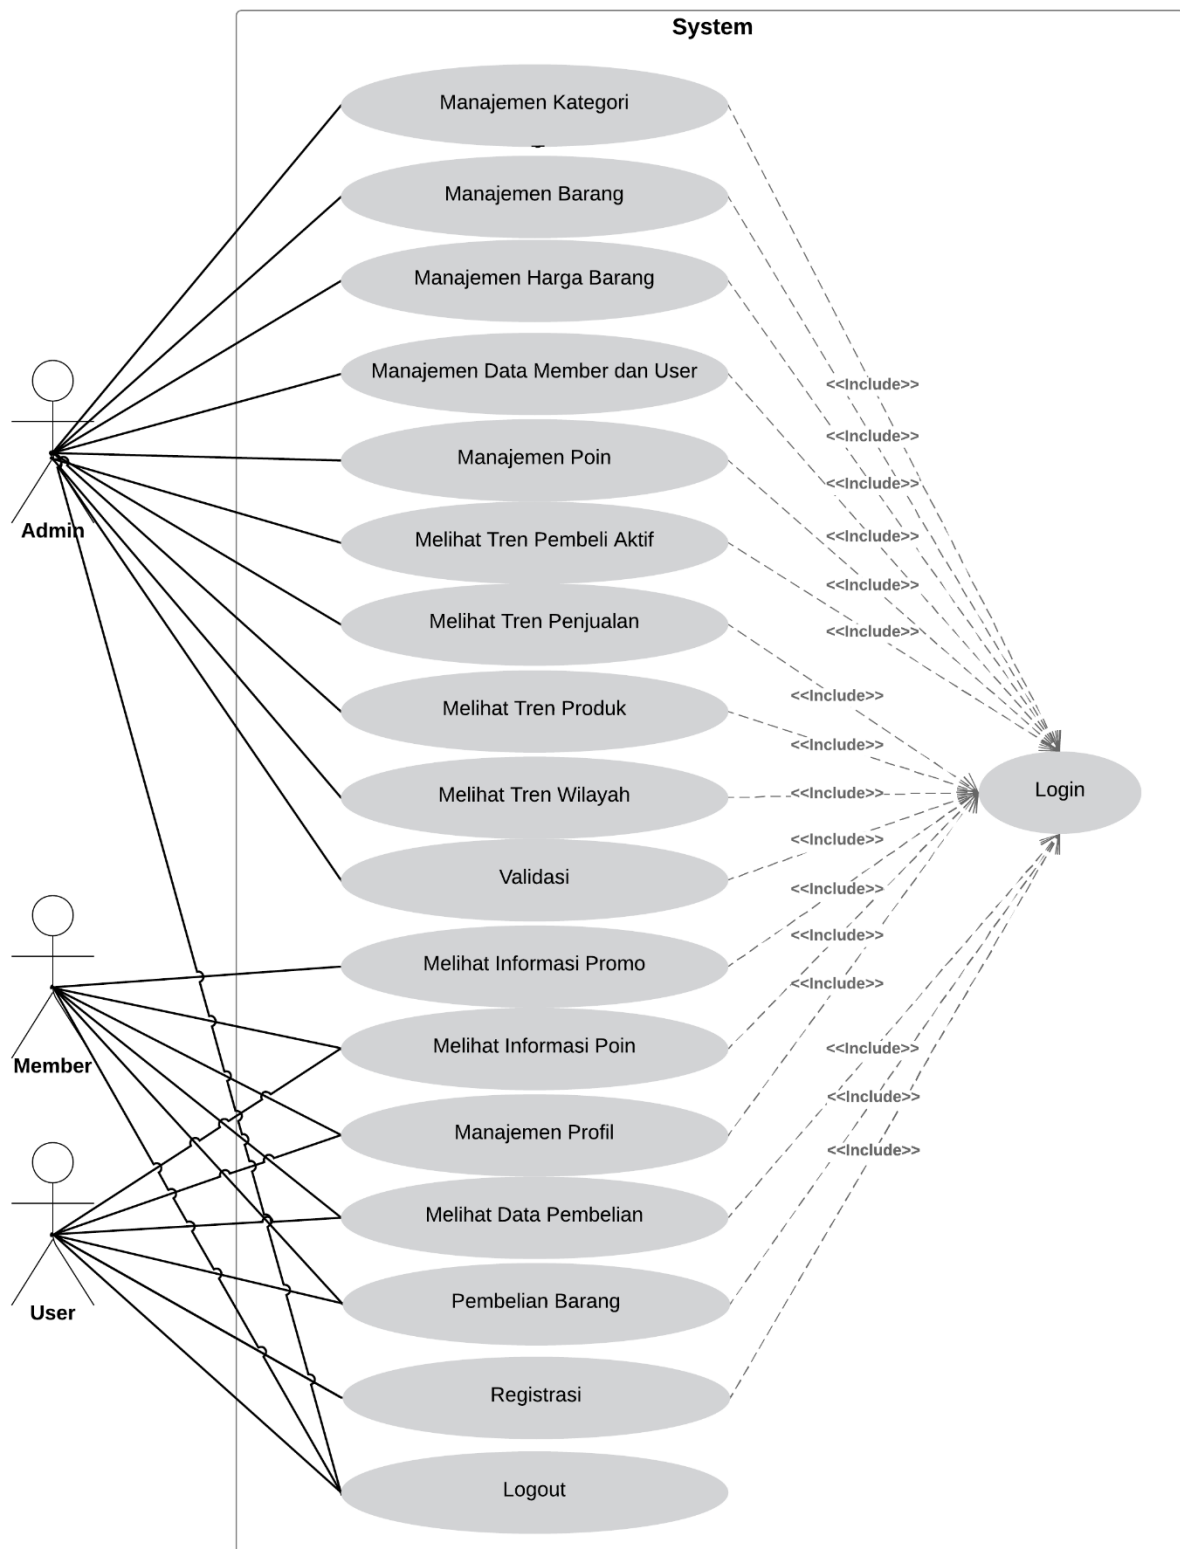 System
Manajemen Kategori
Manajemen Barang
Manajemen Harga Barang
Manajemen Data Member dan User
<<Include>>
<<Include>>
Manajemen Poin
<<Include>>
Admin
Melihat Tren Pembeli Aktif
<<Include>>
<<Include>>
Melihat Tren Penjualan
<<Include>>
<<Include>>
Melihat Tren Produk
<<Include>>
Melihat Tren Wilayah
<<Include>>
Login
<<Include>>
Validasi
<<Include>>
<<Include>>
Melihat Informasi Promo
<<Include>>
Melihat Informasi Poin
<<Include>>
Member
<<Include>>
Manajemen Profil
<<Include>>
Melihat Data Pembelian
Pembelian Barang
User
Registrasi
Logout